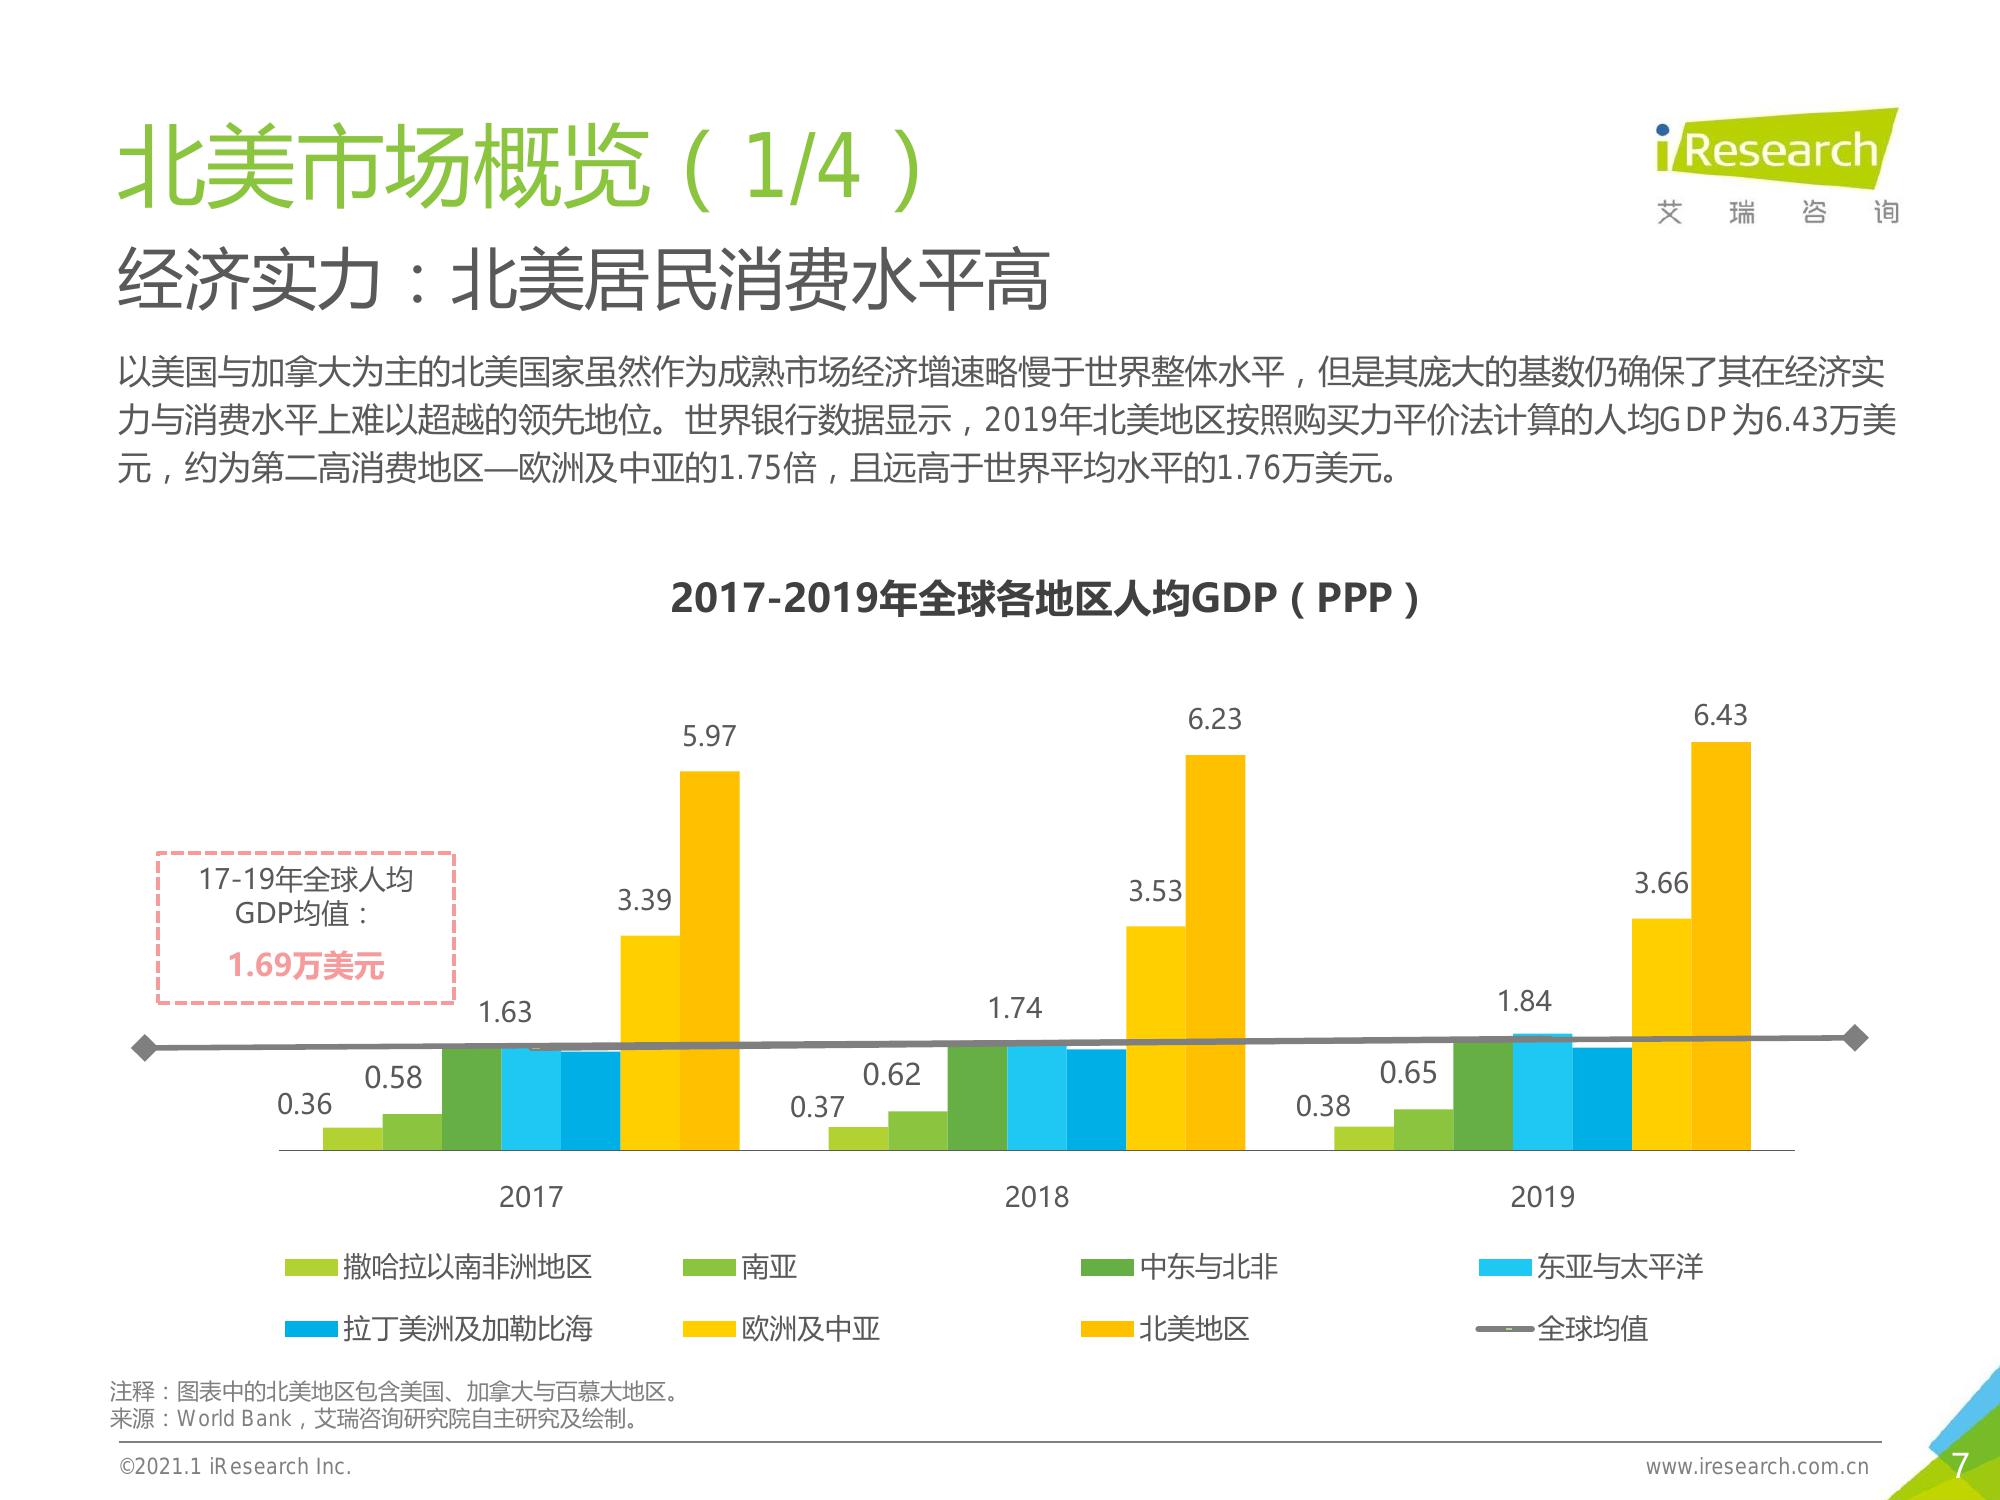 北美市场概览（1/4）
iResearch
艾瑞咨询
经济实力：北美居民消费水平高
以美国与加拿大为主的北美国家虽然作为成熟市场经济增速略慢于世界整体水平，但是其庞大的基数仍确保了其在经济实
力与消费水平上难以超越的领先地位。世界银行数据显示，2019年北美地区按照购买力平价法计算的人均GDP为6.43万美
元，约为第二高消费地区—欧洲及中亚的1.75倍，且远高于世界平均水平的1.76万美元。
2017-2019年全球各地区人均GDP（PPP）
17-19年全球人均
GDP均值：
1.69万美元
0.36
0.58
1.63
3.39
5.97
0.37
0.62
1.74
3.53
6.23
0.38
0.65
1.84
3.66
6.43
2017
2018
2019
撒哈拉以南非洲地区
南亚
中东与北非
东亚与太平洋
拉丁美洲及加勒比海
欧洲及中亚
北美地区
全球均值
注释：图表中的北美地区包含美国、加拿大与百慕大地区。
来源：World Bank，艾瑞咨询研究院自主研究及绘制。
©2021.1 iResearch Inc.
www.iresearch.com.cn
7